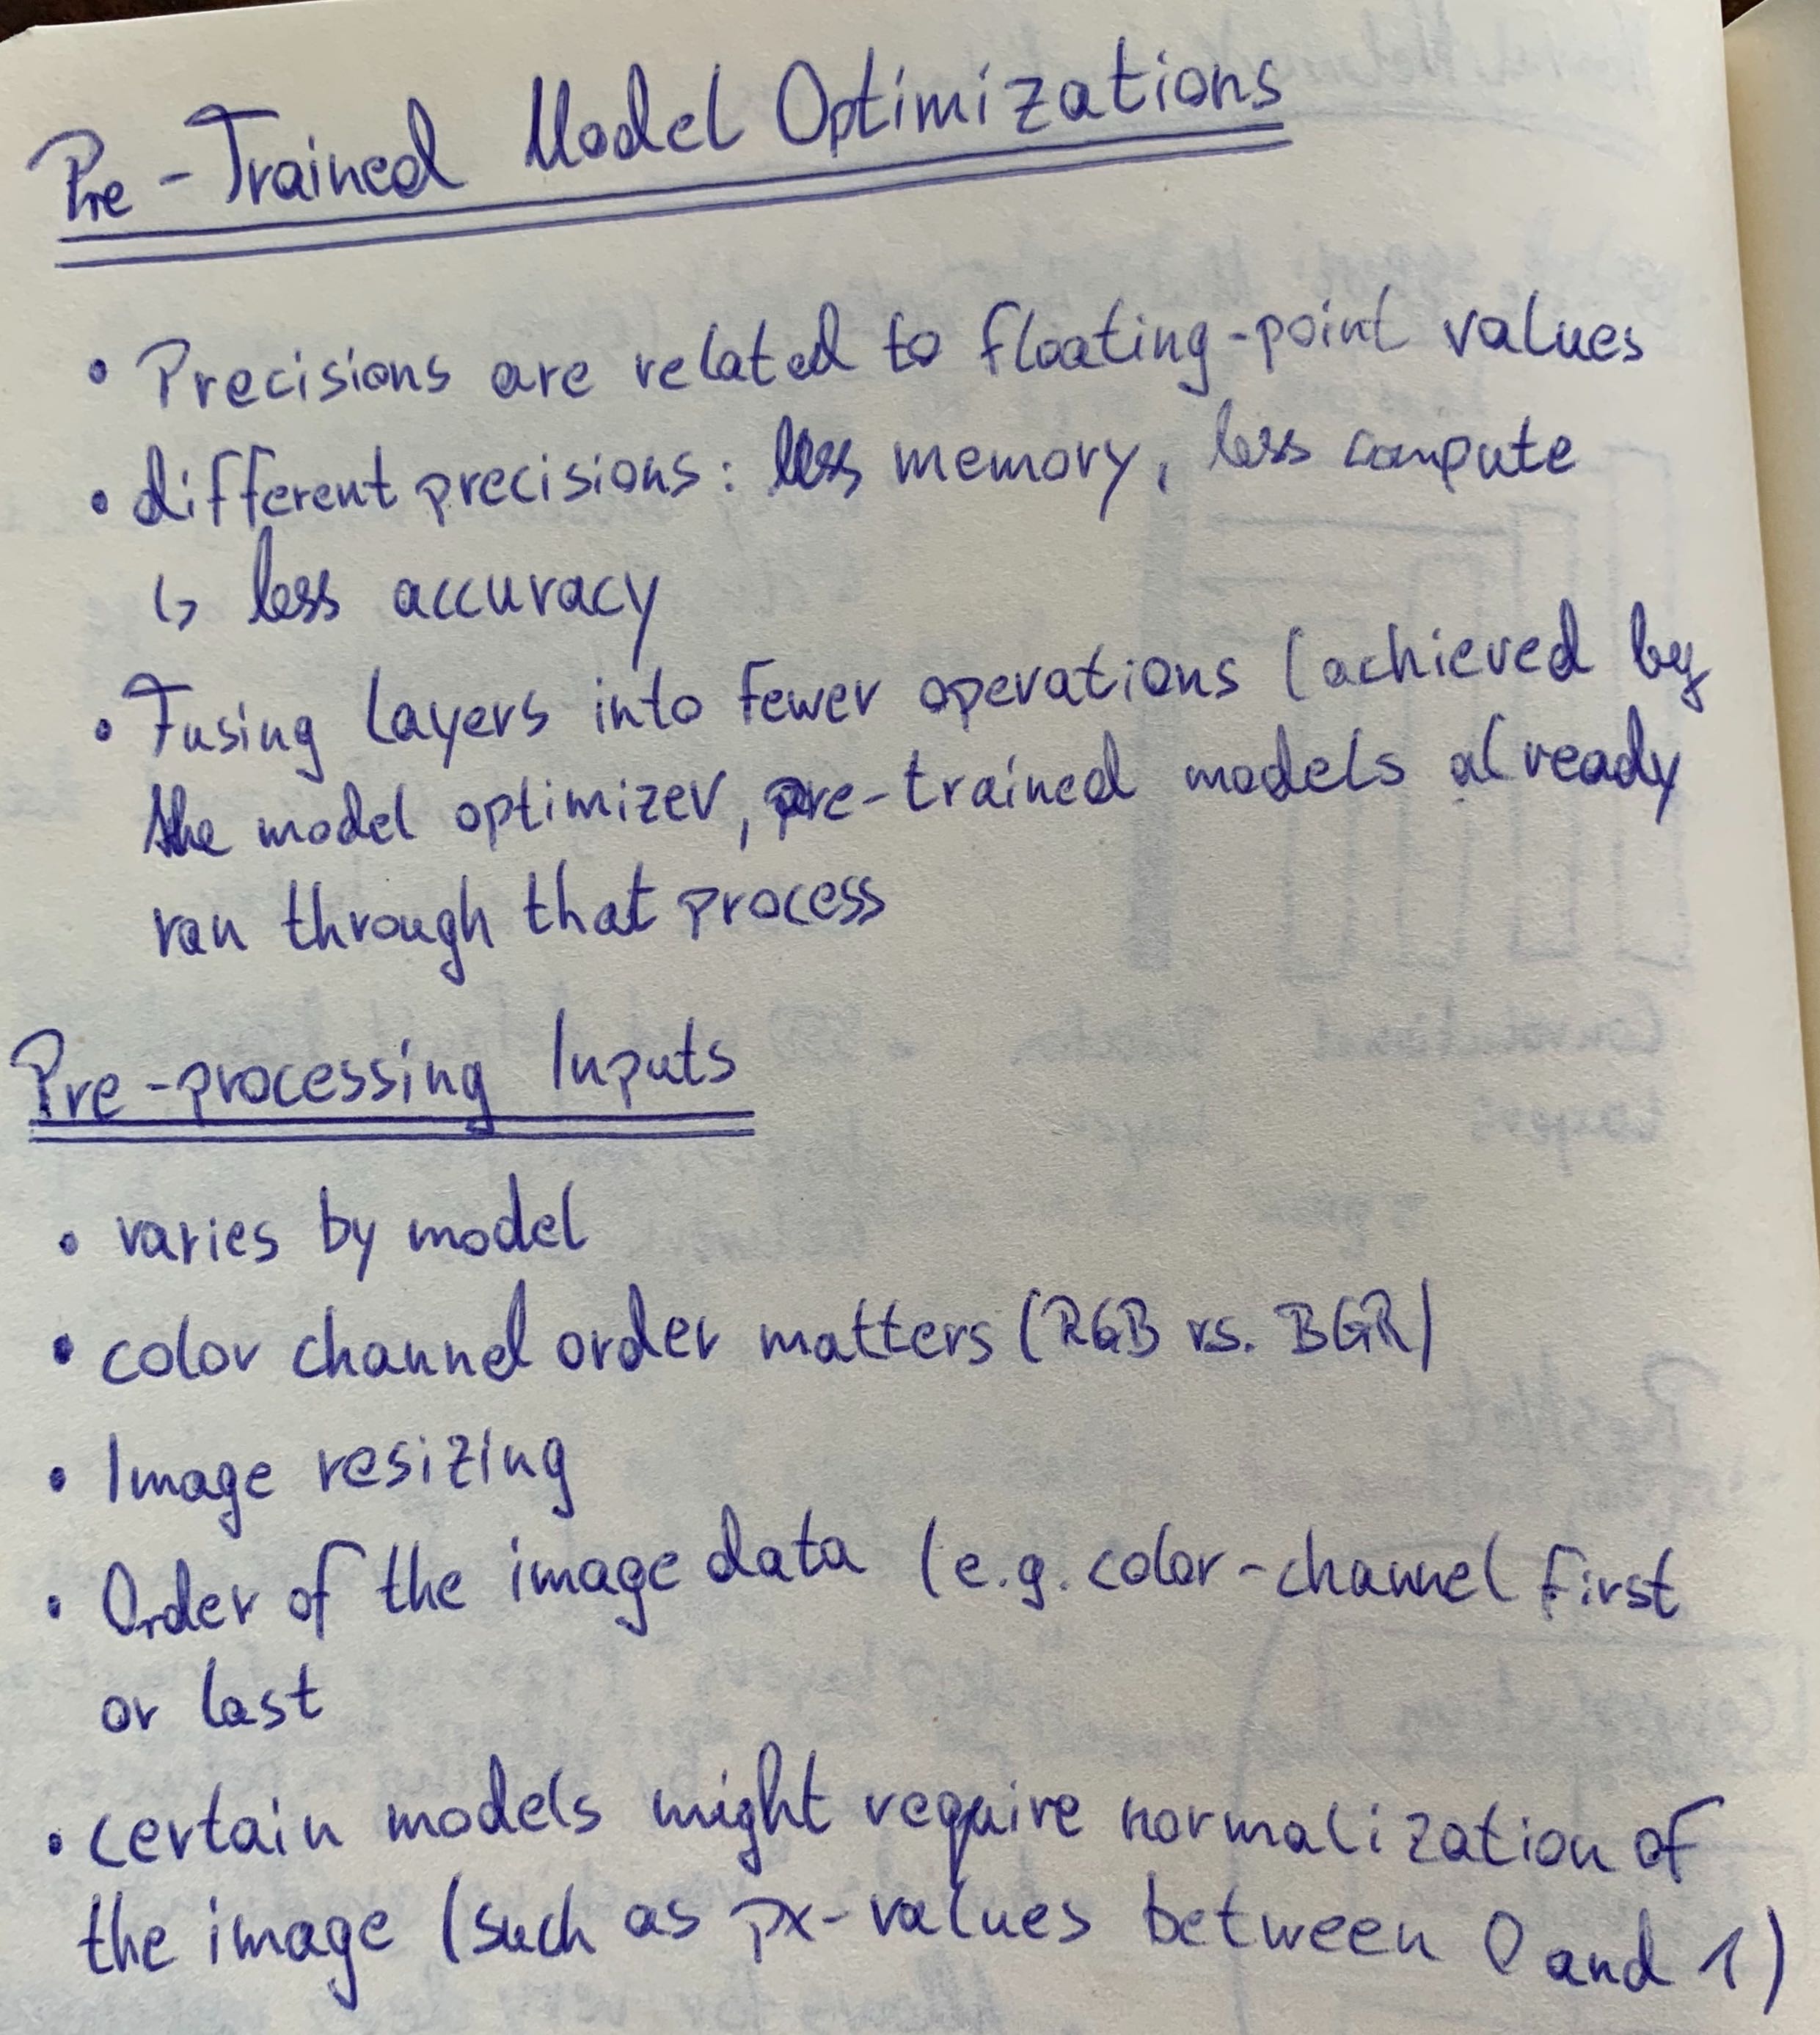 Pre-Trained Model Optimizations
• Precisions are related to floating-point values
• different precisions: less memory, less compute
↳ less accuracy
• Fusing Layers into fewer operations (achieved by
the model optimizer, pre-trained models already
ran through that process
Pre-processing Inputs
• varies by model
• color channel order matters (RGB vs. BGR)
• Image resizing
• Order of the image data (e.g. color-channel first
or last
• certain models might require normalization of
the image (such as px-values between 0 and 1)